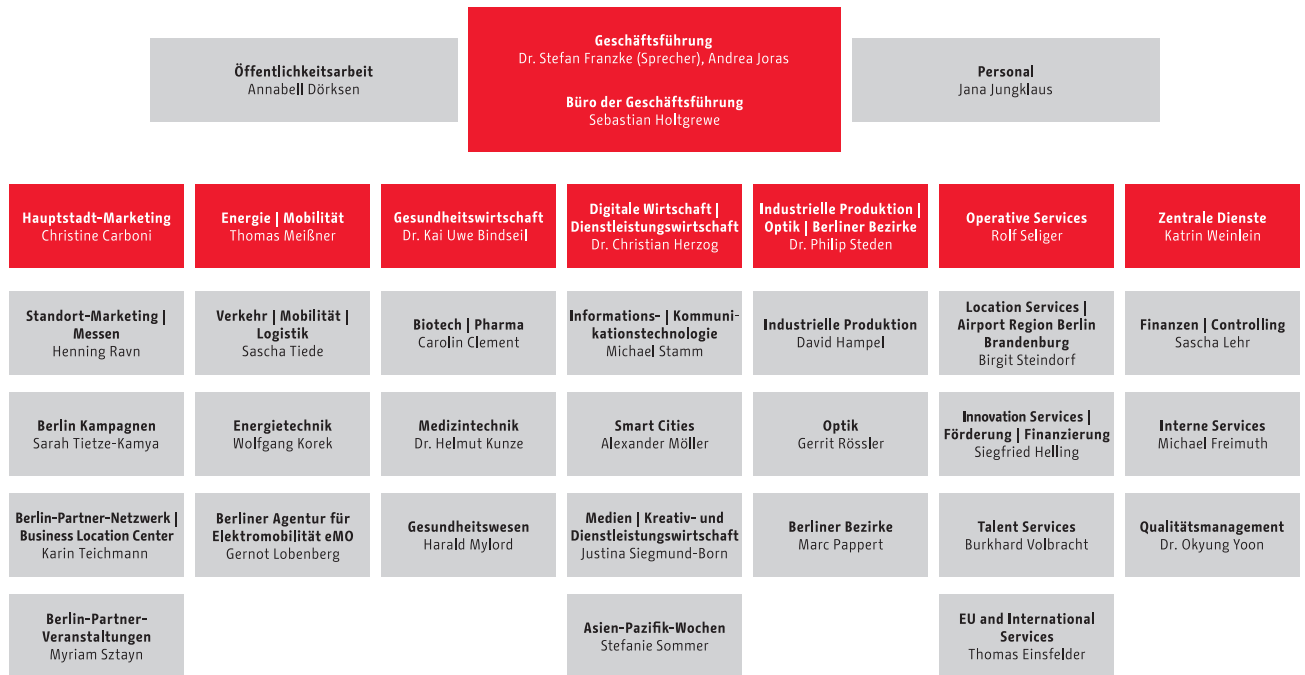 Geschäftsführung
Dr. Stefan Franzke (Sprecher), Andrea Joras
Büro der Geschäftsführung
Sebastian Holtgrewe
Öffentlichkeitsarbeit
Annabell Dörksen
Personal
Jana Jungklaus
Hauptstadt-Marketing
Christine Carboni
Energie | Mobilität
Thomas Meißner
Gesundheitswirtschaft
Dr. Kai Uwe Bindseil
Digitale Wirtschaft |
Dienstleistungswirtschaft
Dr. Christian Herzog
Industrielle Produktion |
Optik | Berliner Bezirke
Dr. Philip Steden
Operative Services
Rolf Seliger
Zentrale Dienste
Katrin Weinlein
Standort-Marketing |
Messen
Henning Ravn
Verkehr | Mobilität |
Logistik
Sascha Tiede
Biotech | Pharma
Carolin Clement
Informations- | Kommuni-
kationstechnologie
Michael Stamm
Industrielle Produktion
David Hampel
Location Services |
Airport Region Berlin
Brandenburg
Birgit Steindorf
Finanzen | Controlling
Sascha Lehr
Berlin Kampagnen
Sarah Tietze-Kamya
Energietechnik
Wolfgang Korek
Medizintechnik
Dr. Helmut Kunze
Smart Cities
Alexander Möller
Optik
Gerrit Rössler
Innovation Services |
Förderung | Finanzierung
Siegfried Helling
Interne Services
Michael Freimuth
Berlin-Partner-Netzwerk |
Business Location Center
Karin Teichmann
Berliner Agentur für
Elektromobilität eMO
Gernot Lobenberg
Gesundheitswesen
Harald Mylord
Medien | Kreativ- und
Dienstleistungswirtschaft
Justina Siegmund-Born
Berliner Bezirke
Marc Pappert
Talent Services
Burkhard Volbracht
Qualitätsmanagement
Dr. Okyung Yoon
Berlin-Partner-
Veranstaltungen
Myriam Sztayn
Asien-Pazifik-Wochen
Stefanie Sommer
EU and International
Services
Thomas Einsfelder